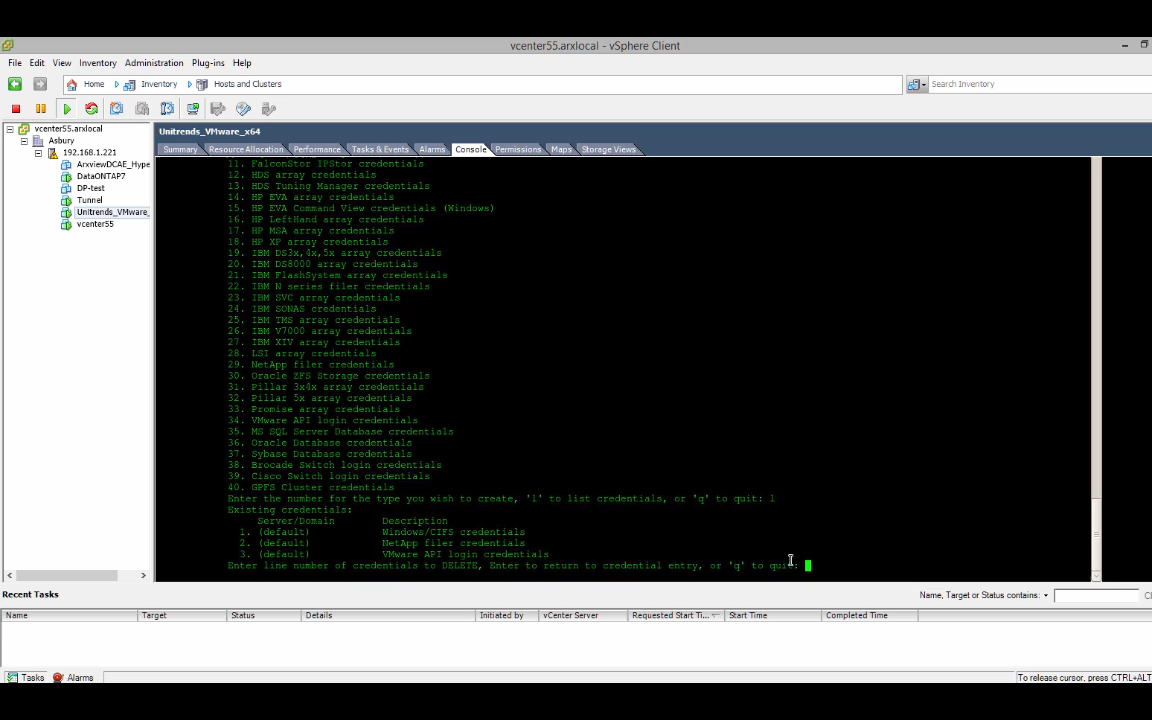 vcenter55.arxlocal - vSphere Client
File Edit View Inventory Administration Plug-ins Help
Home Inventory Hosts and Clusters Search Inventory
vcenter55.arxlocal
Asbury
192.168.1.221
ArxviewDCAE_Hype
DataONTAP7
DP-test
Tunnel
Unitrends_VMware_
vcenter55
Unitrends_VMware_x64
Summary Resource Allocation Performance Tasks & Events Alarms Console Permissions Maps Storage Views
11. FalconStor IPStor credentials
12. HDS array credentials
13. HDS Tuning Manager credentials
14. HP EVA array credentials
15. HP EVA Command View credentials (Windows)
16. HP LeftHand array credentials
17. HP MSA array credentials
18. HP XP array credentials
19. IBM DS3x,4x,5x array credentials
20. IBM DS8000 array credentials
21. IBM FlashSystem array credentials
22. IBM N series filer credentials
23. IBM SVC array credentials
24. IBM SONAS credentials
25. IBM TMS array credentials
26. IBM V7000 array credentials
27. IBM XIV array credentials
28. LSI array credentials
29. NetApp filer credentials
30. Oracle ZFS Storage credentials
31. Pillar 3x4x array credentials
32. Pillar 5x array credentials
33. Promise array credentials
34. VMware API login credentials
35. MS SQL Server Database credentials
36. Oracle Database credentials
37. Sybase Database credentials
38. Brocade Switch login credentials
39. Cisco Switch login credentials
40. GPFS Cluster credentials
Enter the number for the type you wish to create, 'l' to list credentials, or 'q' to quit: l
Existing credentials:
Server/Domain Description
1. (default) Windows/CIFS credentials
2. (default) NetApp filer credentials
3. (default) VMware API login credentials
Enter line number of credentials to DELETE, Enter to return to credential entry, or 'q' to quit:
Recent Tasks Name, Target or Status contains:
Name Target Status Details Initiated by vCenter Server Requested Start Ti... Start Time Completed Time
Tasks Alarms To release cursor, press CTRL+ALT